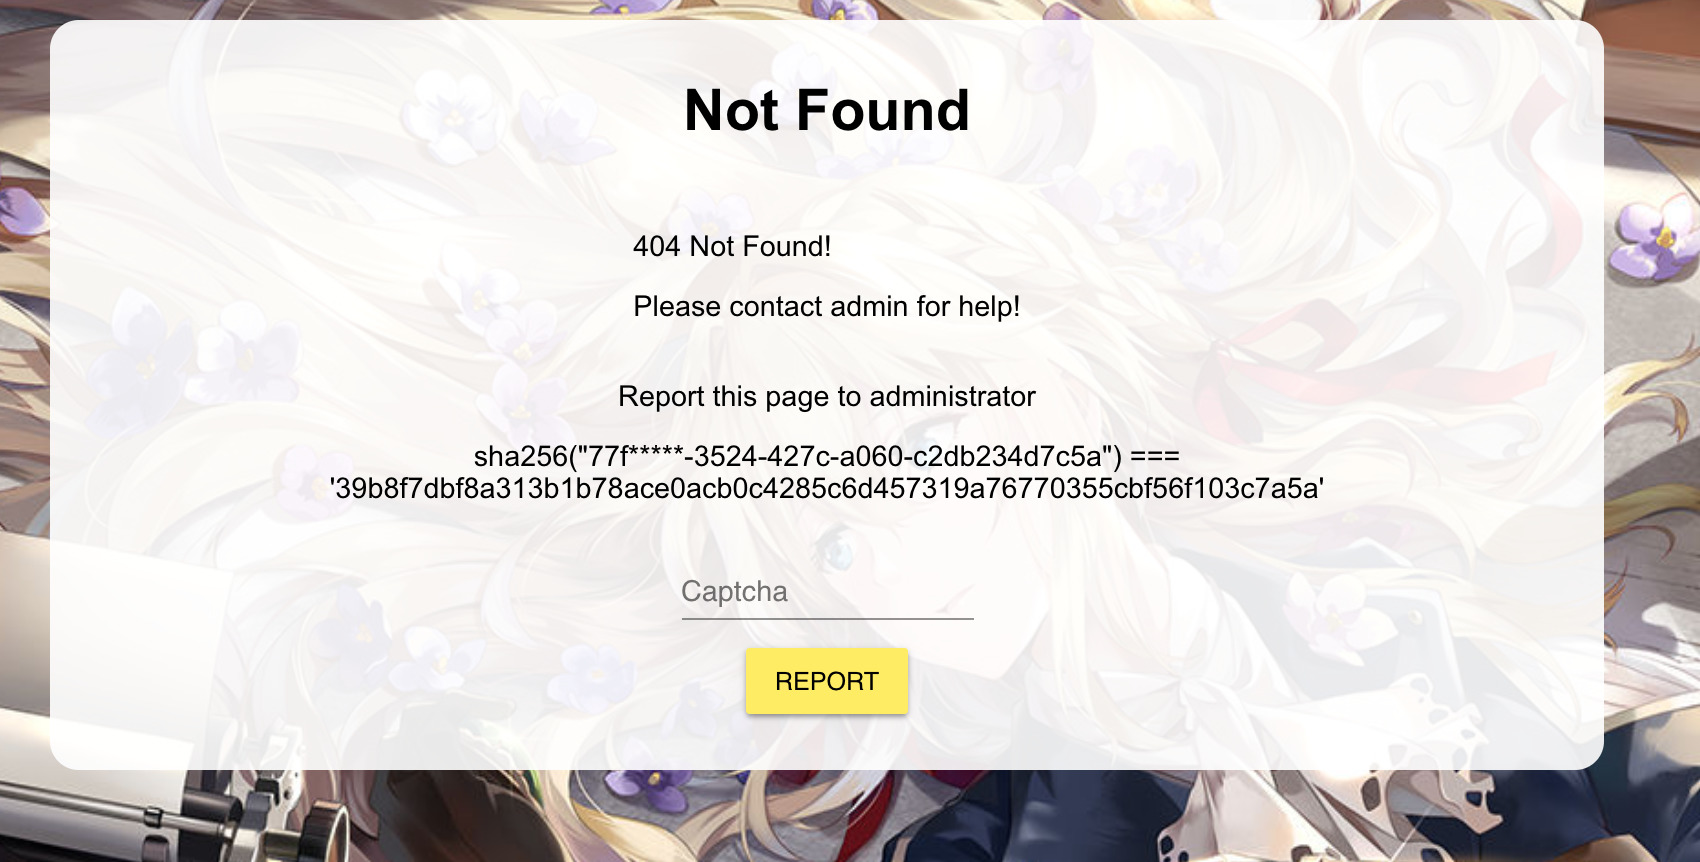 Not Found
404 Not Found!
Please contact admin for help!
Report this page to administrator
sha256("77f*****-3524-427c-a060-c2db234d7c5a") ===
'39b8f7dbf8a313b1b78ace0acb0c4285c6d457319a76770355cbf56f103c7a5a'
Captcha
REPORT